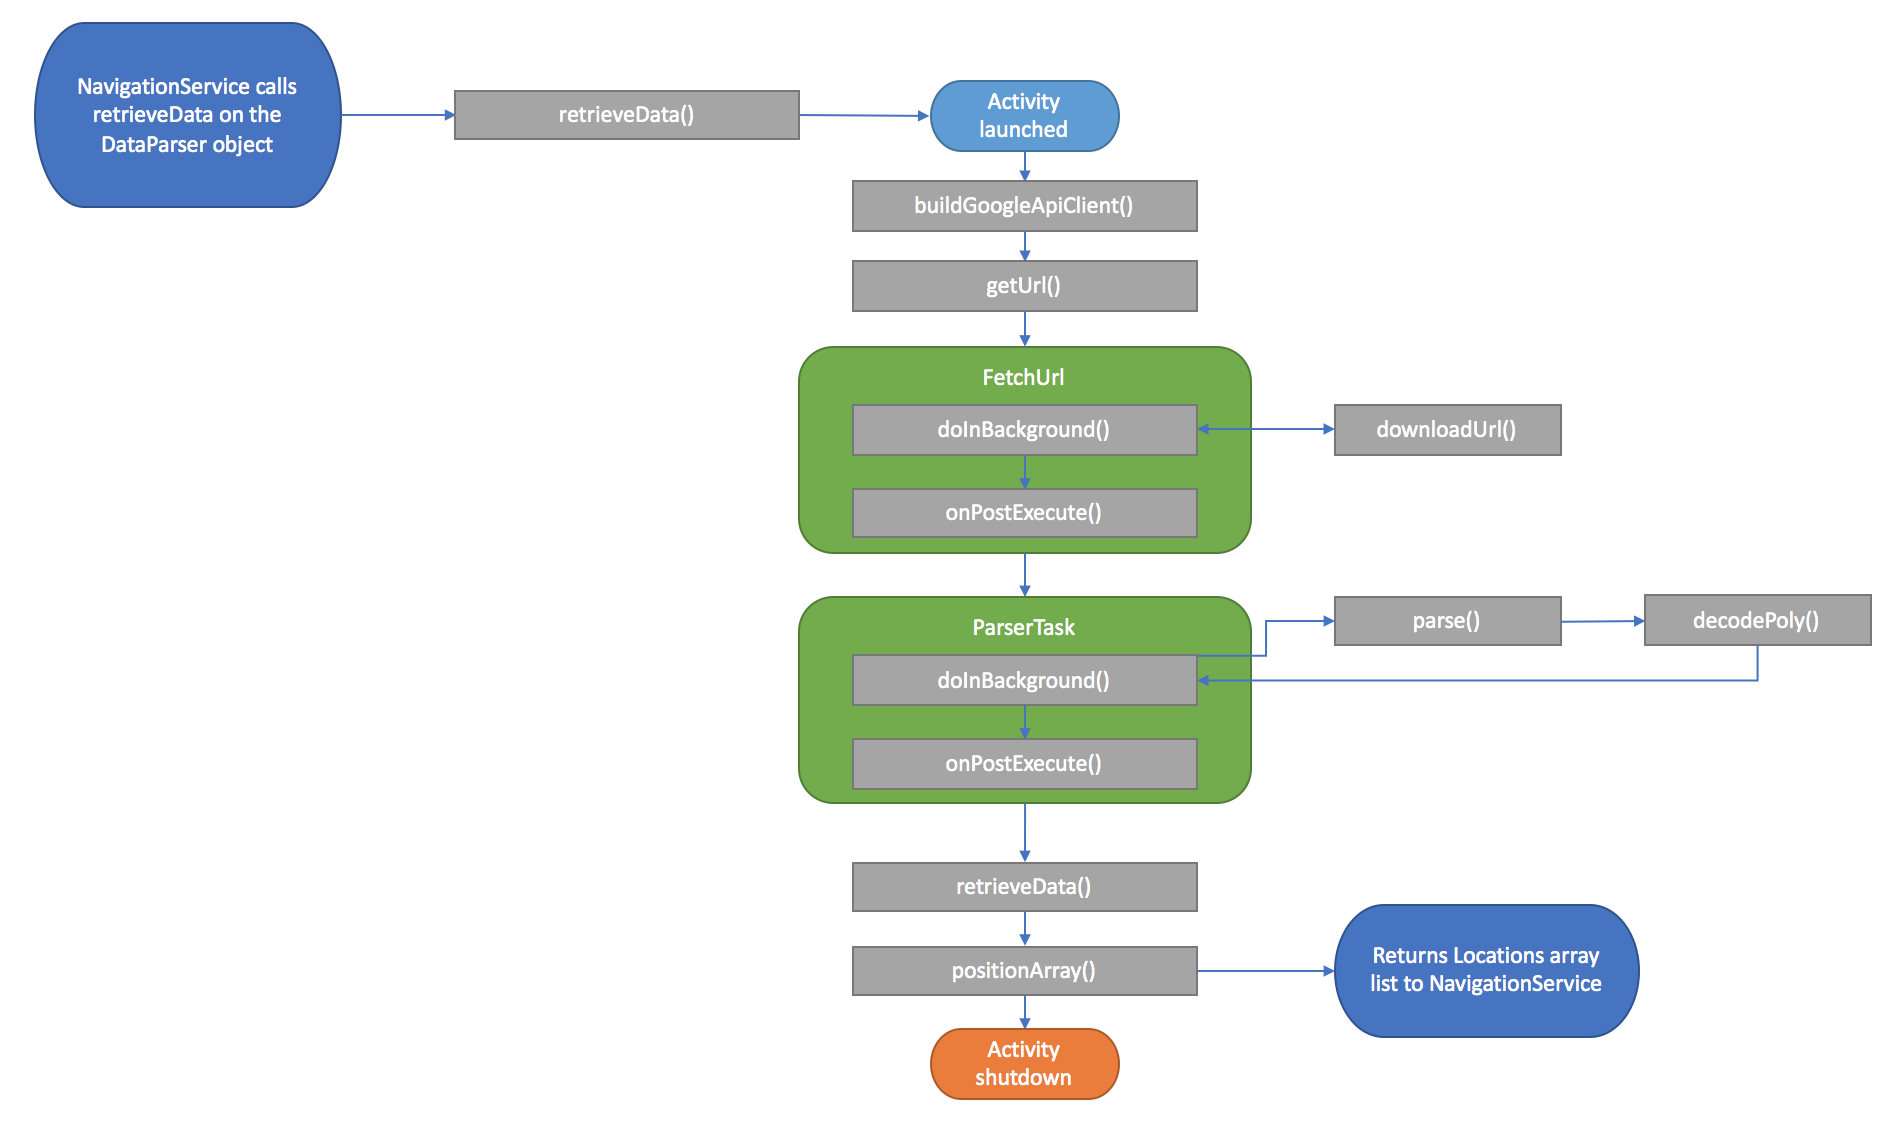 NavigationService calls
retrieveData on the
DataParser object
retrieveData()
Activity
launched
buildGoogleApiClient()
getUrl()
FetchUrl
doInBackground()
downloadUrl()
onPostExecute()
ParserTask
parse()
decodePoly()
doInBackground()
onPostExecute()
retrieveData()
positionArray()
Returns Locations array
list to NavigationService
Activity
shutdown